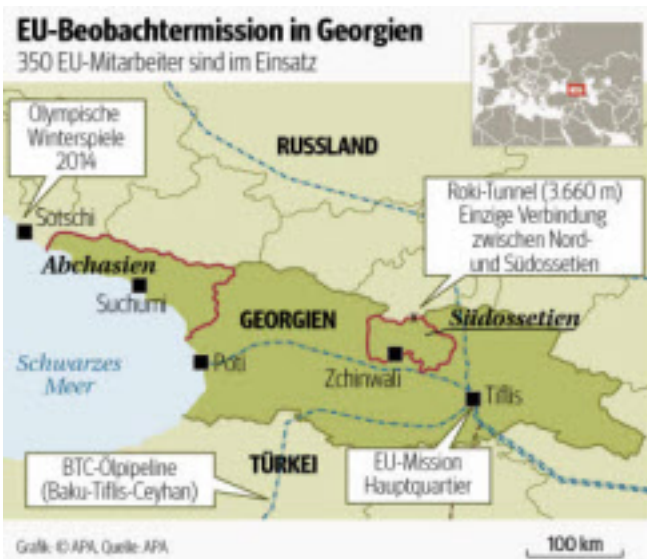 EU-Beobachtermission in Georgien
350 EU-Mitarbeiter sind im Einsatz
Olympische
Winterspiele
2014
RUSSLAND
Roki-Tunnel (3.660 m)
Einzige Verbindung
zwischen Nord-
und Südossetien
Sotschi
Abchasien
Suchumi
GEORGIEN
Südossetien
Schwarzes
Meer
Poti
Zchinwali
Tiflis
BTC-Ölpipeline
(Baku-Tiflis-Ceyhan)
TÜRKEI
EU-Mission
Hauptquartier
Grafik: © APA, Quelle: APA
100 km